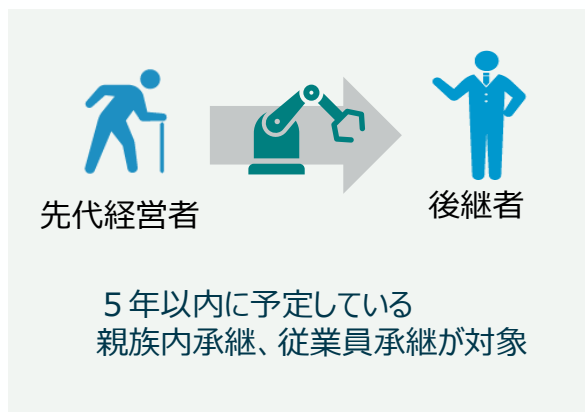 先代経営者
後継者
５年以内に予定している
親族内承継、従業員承継が対象